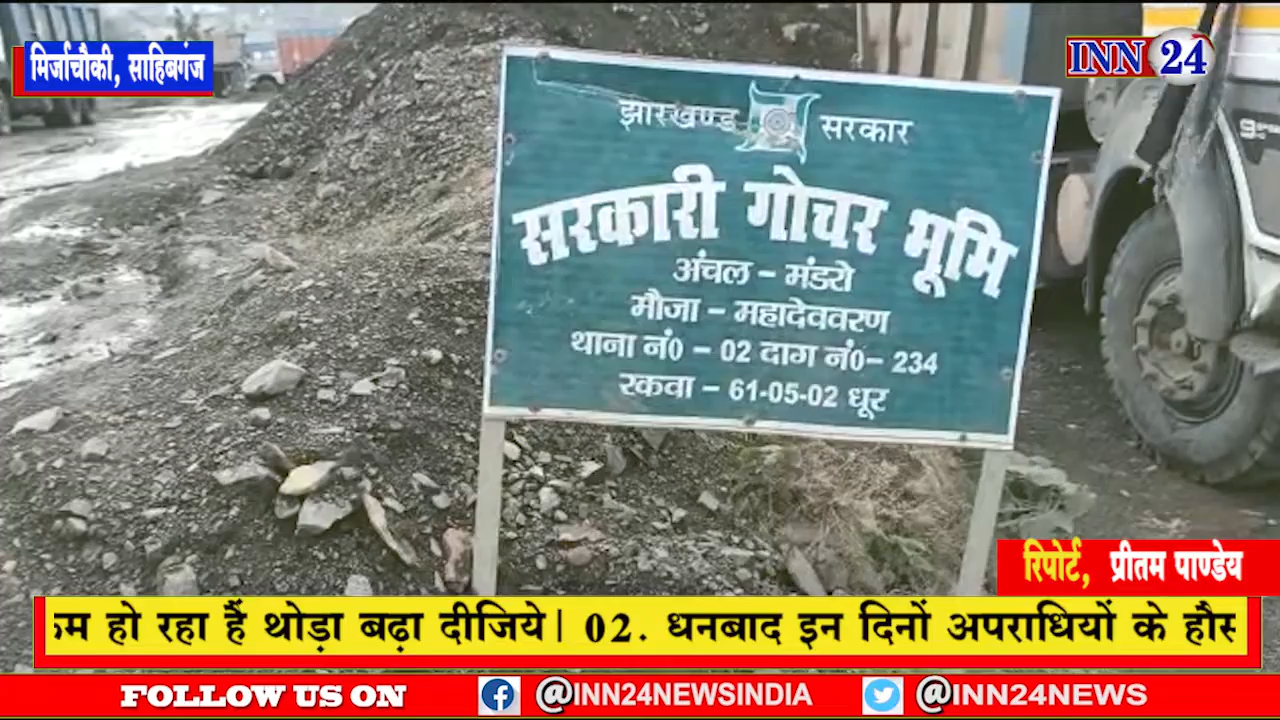 मिर्जाचौकी, साहिबगंज
INN 24
झारखण्ड सरकार
सरकारी गोचर भूमि
अंचल – मंडरो
मौजा – महादेववरण
थाना नं0 – 02 दाग नं0– 234
रकवा – 61-05-02 धूर
रिपोर्ट, प्रीतम पाण्डेय
हो रहा हैं थोड़ा बढ़ा दीजिये| 02. धनबाद इन दिनों अपराधियों के
FOLLOW US ON @INN24NEWSINDIA @INN24NEWS